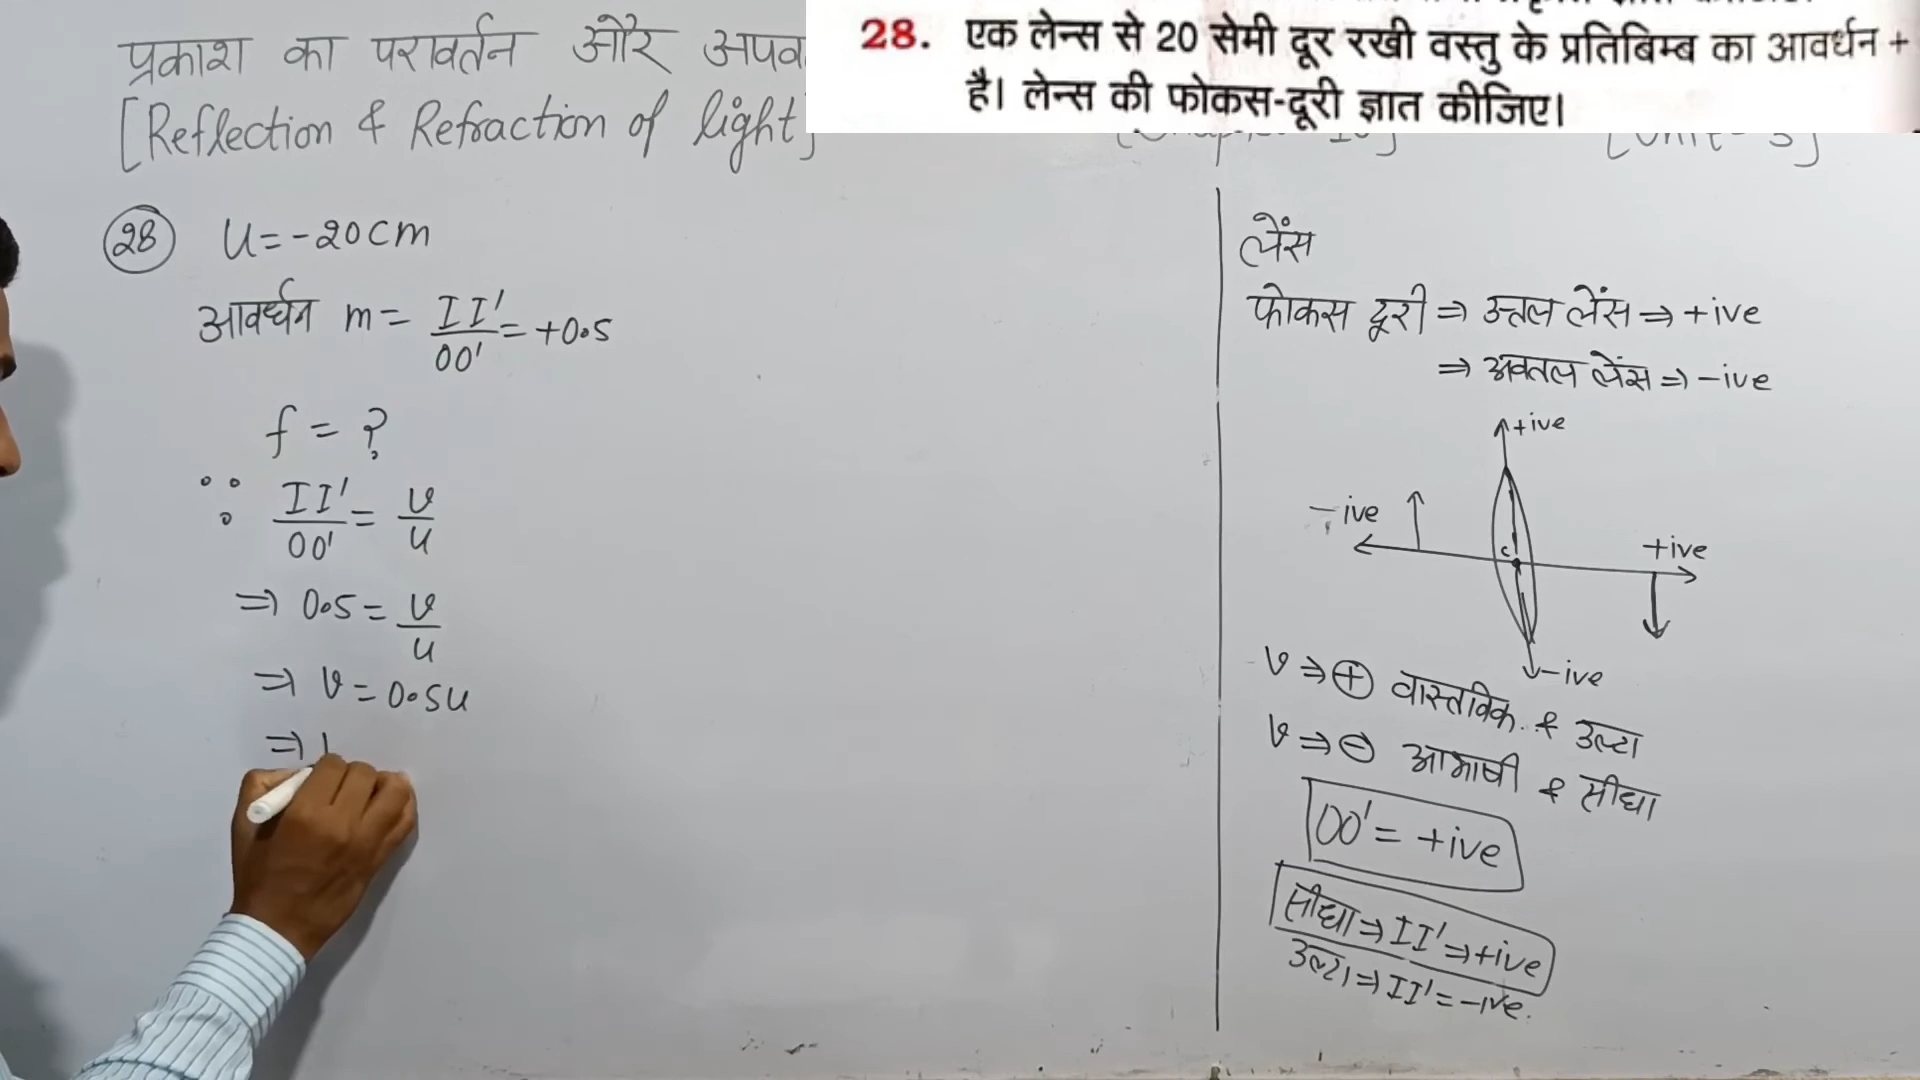 प्रकाश का परावर्तन और अपव
[Reflection & Refraction of light]
28. एक लेन्स से 20 सेमी दूर रखी वस्तु के प्रतिबिम्ब का आवर्धन +
है। लेन्स की फोकस-दूरी ज्ञात कीजिए।
28 u = -20cm
आवर्धन m = II'/OO' = +0.5
f = ?
∵ II'/OO' = v/u
⇒ 0.5 = v/u
⇒ v = 0.5u
⇒
लेंस
फोकस दूरी ⇒ उत्तल लेंस ⇒ +ive
⇒ अवतल लेंस ⇒ -ive
+ive
-ive
+ive
c
-ive
v ⇒ + वास्तविक & उल्टा
v ⇒ - आभाषी & सीधा
OO' = +ive
सीधा ⇒ II' ⇒ +ive
उल्टा ⇒ II' = -ive.